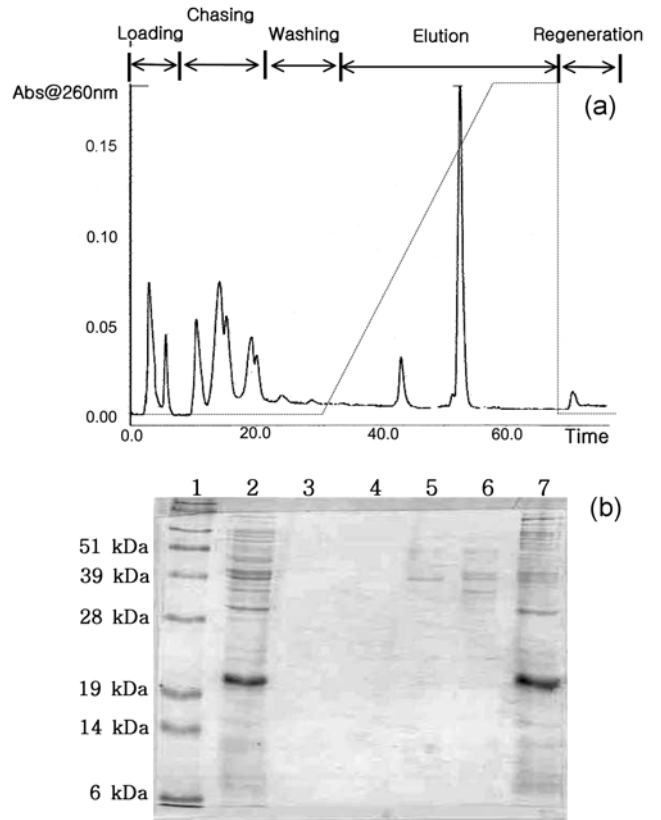 Chasing
Loading Washing Elution Regeneration
Abs@260nm
(a)
0.15
0.10
0.05
0.00
0.0 20.0 40.0 60.0 Time
1 2 3 4 5 6 7
(b)
51 kDa
39 kDa
28 kDa
19 kDa
14 kDa
6 kDa